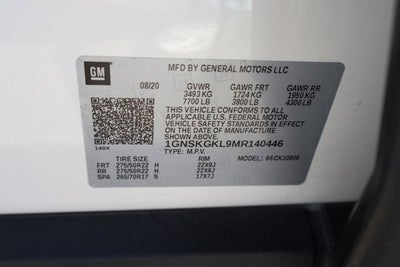 GM
MFD BY GENERAL MOTORS LLC
08/20 GVWR GAWR FRT GAWR RR
3493 KG 1724 KG 1950 KG
7700 LB 3800 LB 4300 LB
THIS VEHICLE CONFORMS TO ALL
APPLICABLE U.S. FEDERAL MOTOR
VEHICLE SAFETY STANDARDS IN EFFECT
ON THE DATE OF MANUFACTURE
SHOWN ABOVE.
1GNSKGKL9MR140446
140X TYPE: M.P.V.
TIRE SIZE RIM MODEL: 96CK10906
FRT 275/50R22 H 22X9J
RR 275/50R22 H 22X9J
SPA 265/70R17 S 17X7J